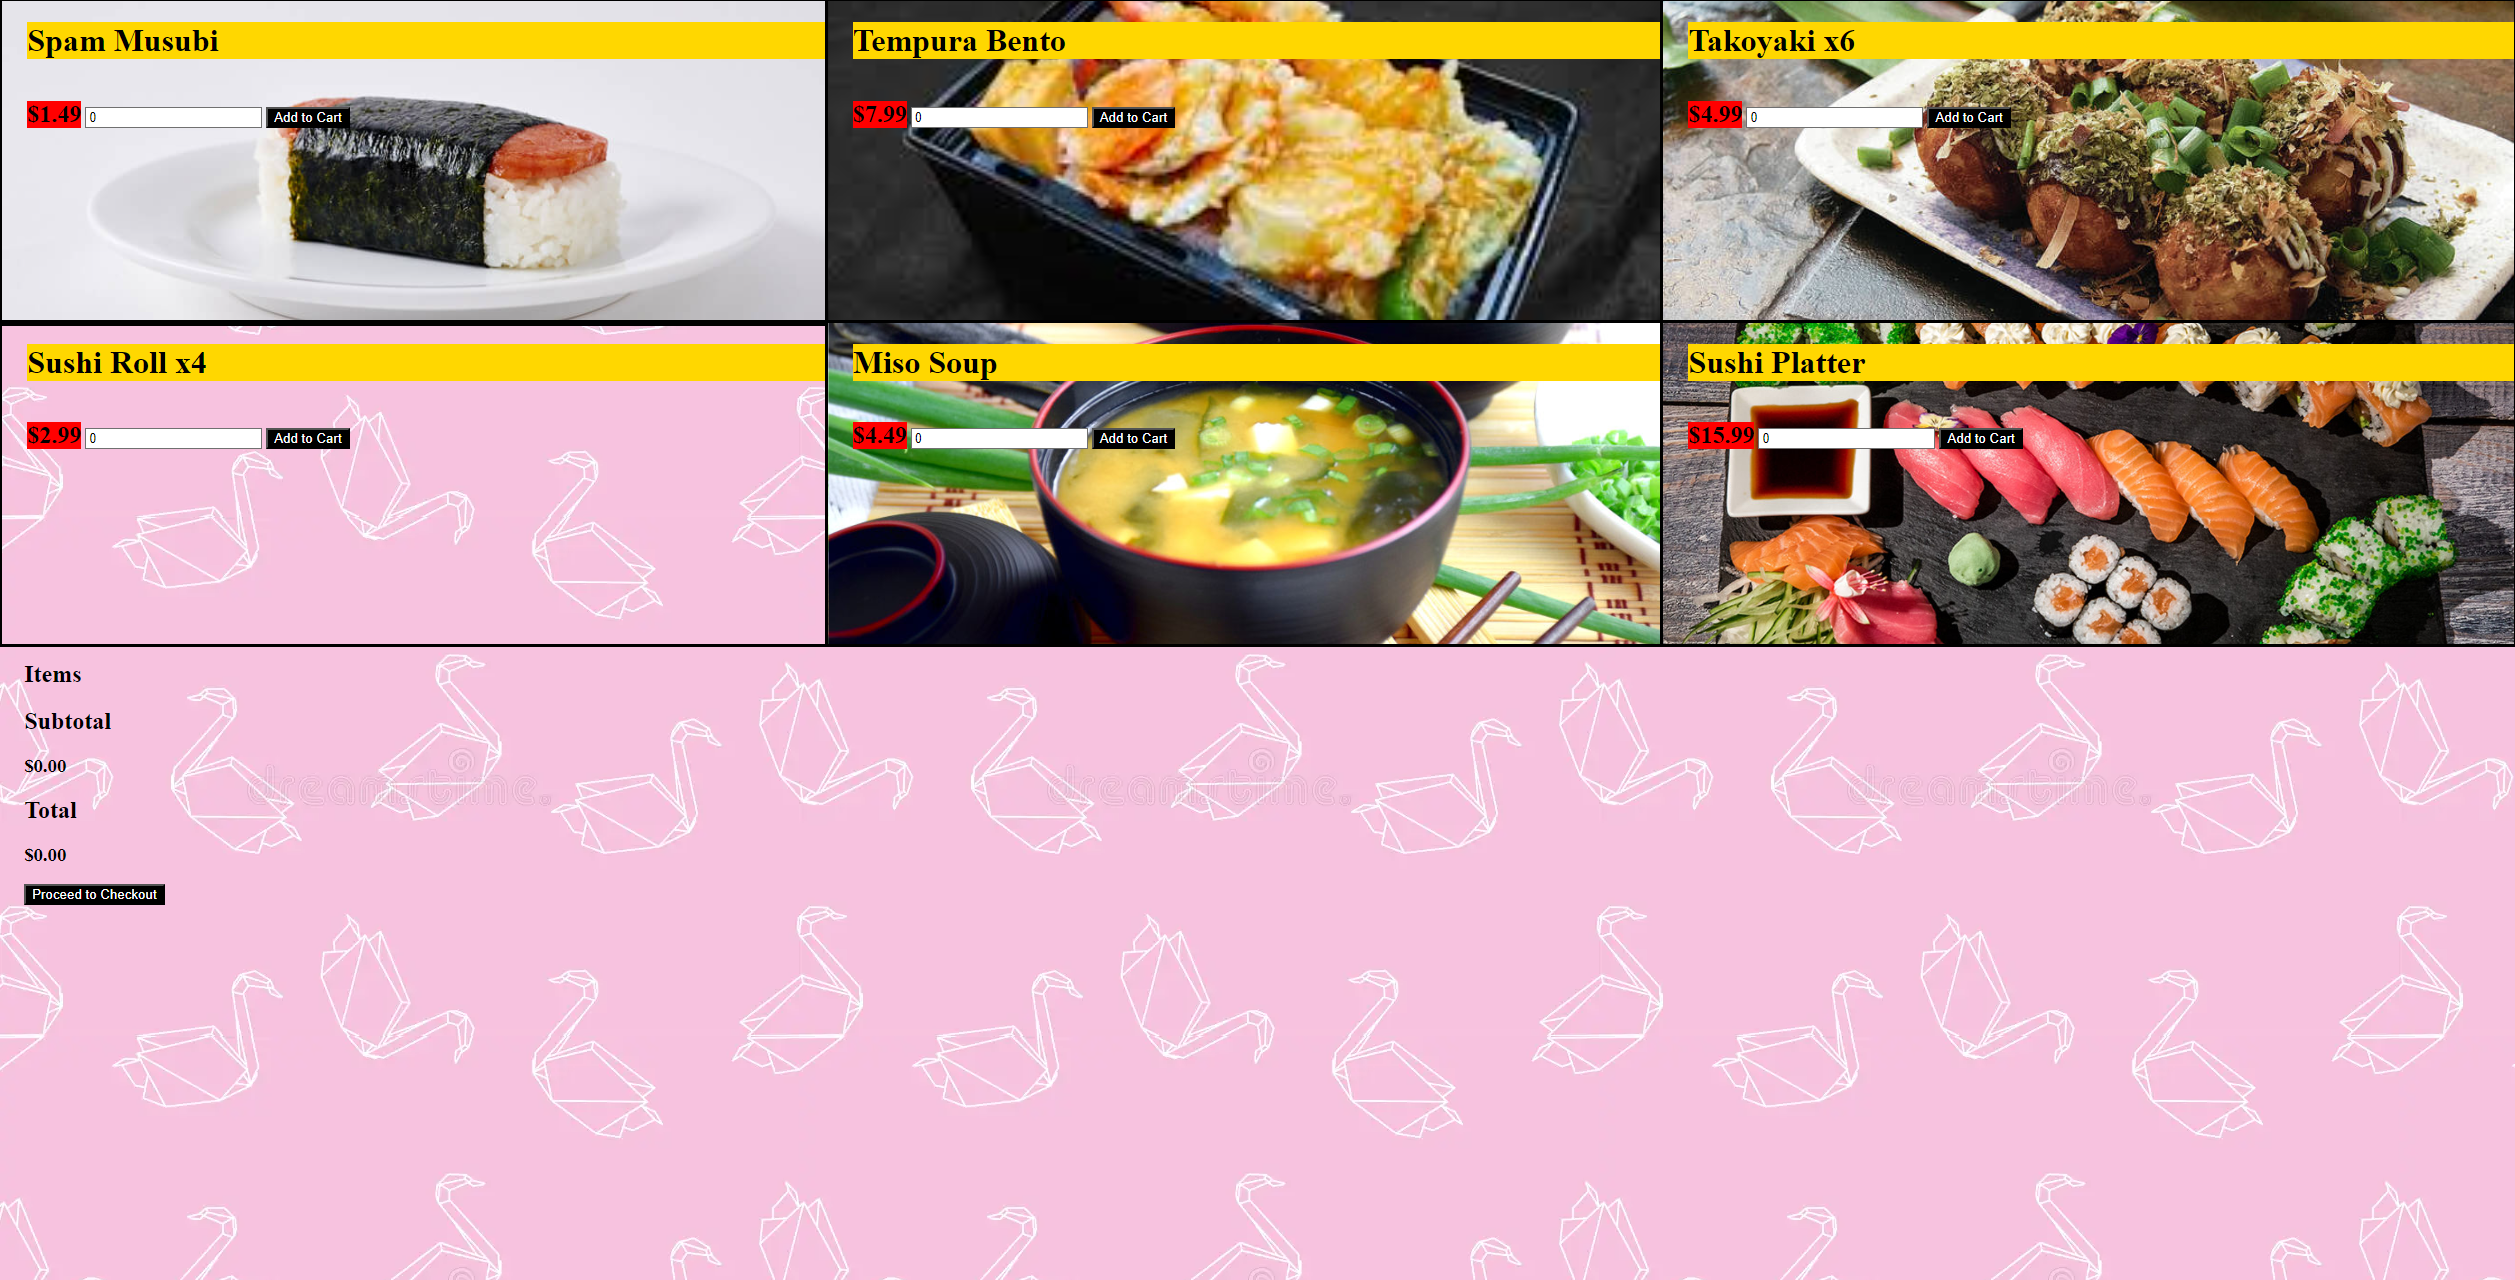 Spam Musubi
$1.49 0 Add to Cart
Tempura Bento
$7.99 0 Add to Cart
Takoyaki x6
$4.99 0 Add to Cart
Sushi Roll x4
$2.99 0 Add to Cart
Miso Soup
$4.49 0 Add to Cart
Sushi Platter
$15.99 0 Add to Cart
Items
Subtotal
$0.00
Total
$0.00
Proceed to Checkout
dreamstime. dreamstime. dreamstime.